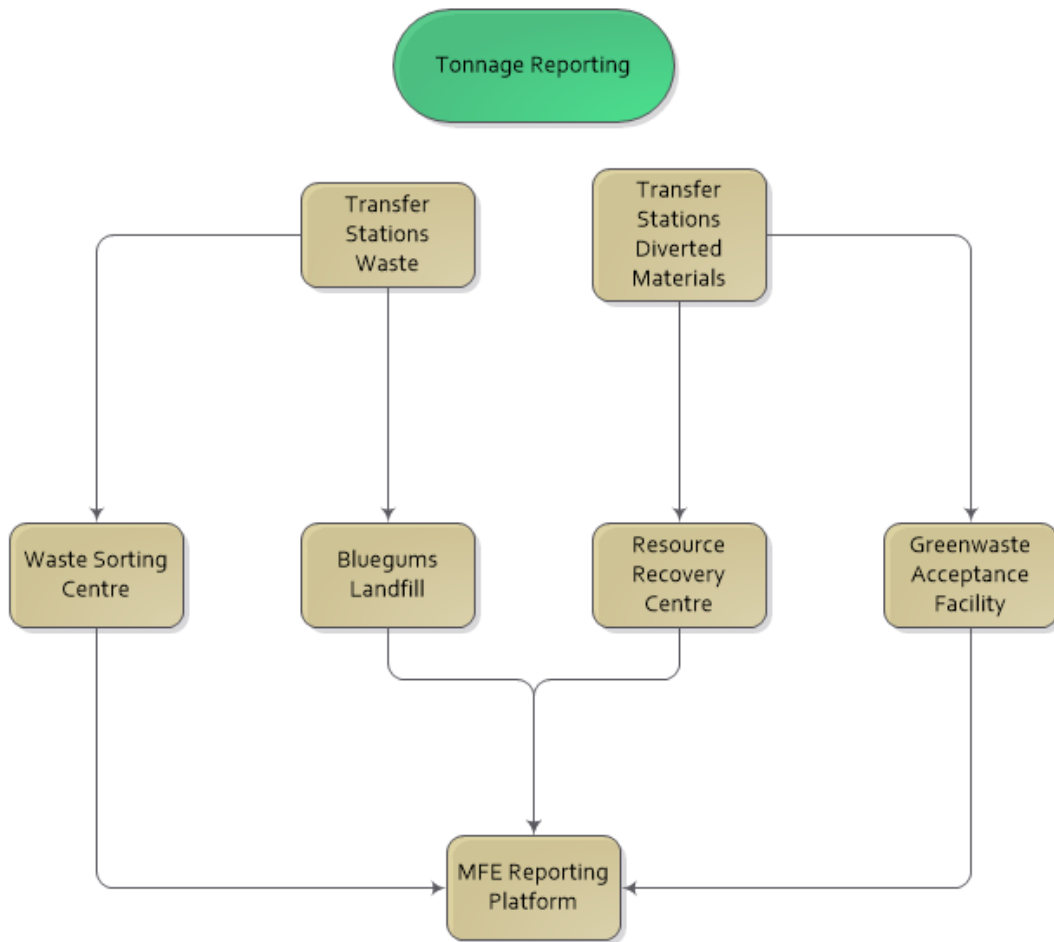 Tonnage Reporting
Transfer
Stations
Waste
Transfer
Stations
Diverted
Materials
Waste Sorting
Centre
Bluegums
Landfill
Resource
Recovery
Centre
Greenwaste
Acceptance
Facility
MFE Reporting
Platform